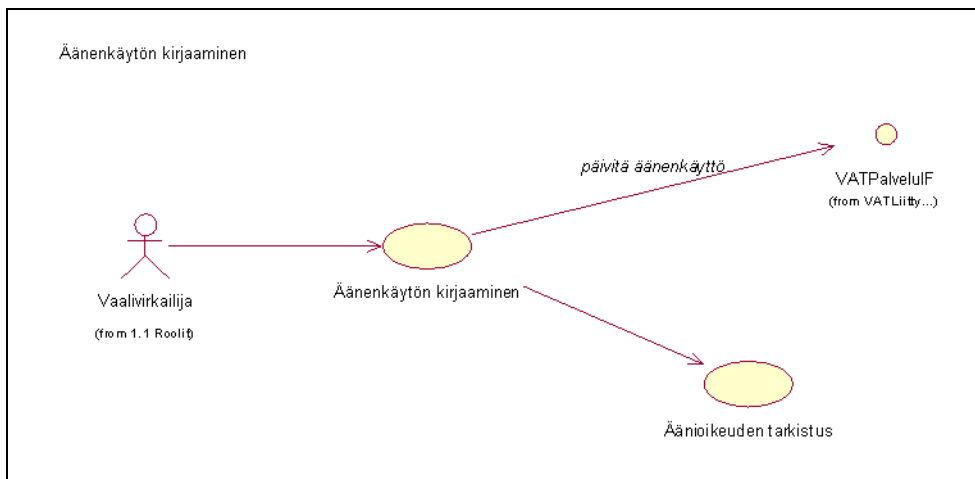 Äänenkäytön kirjaaminen
päivitä äänenkäyttö
VATPalveluIF
(from VATLiitty...)
Äänenkäytön kirjaaminen
Vaalivirkailija
(from 1.1 Roolit)
Äänioikeuden tarkistus